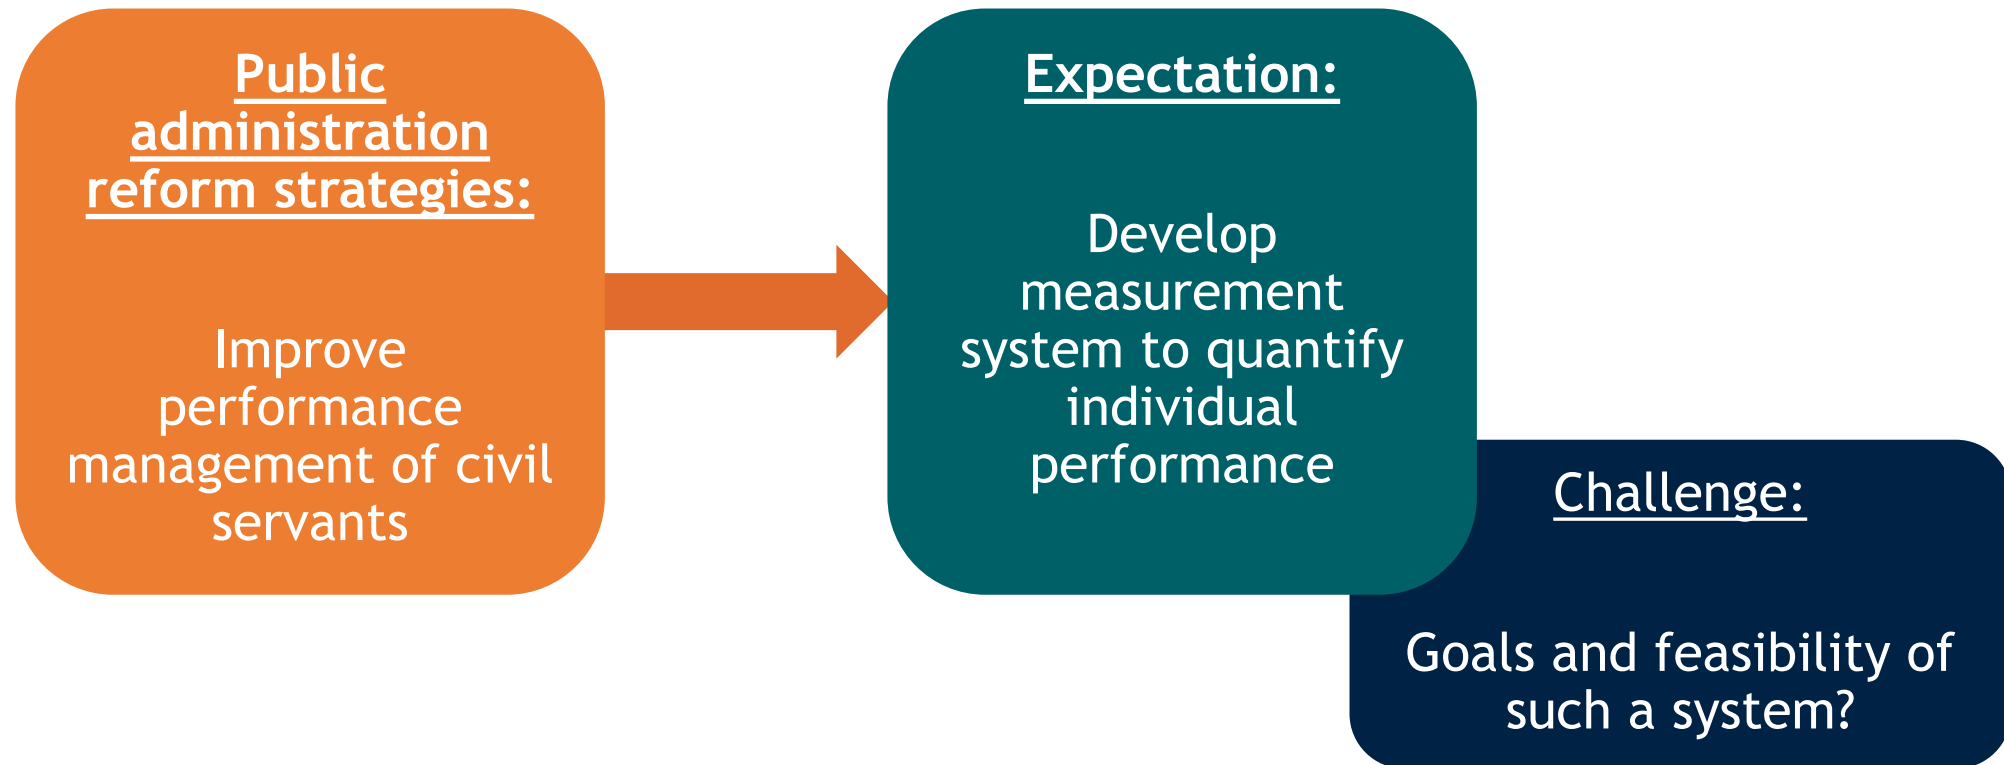 Public
administration
reform strategies:
Improve
performance
management of civil
servants
Expectation:
Develop
measurement
system to quantify
individual
performance
Challenge:
Goals and feasibility of
such a system?